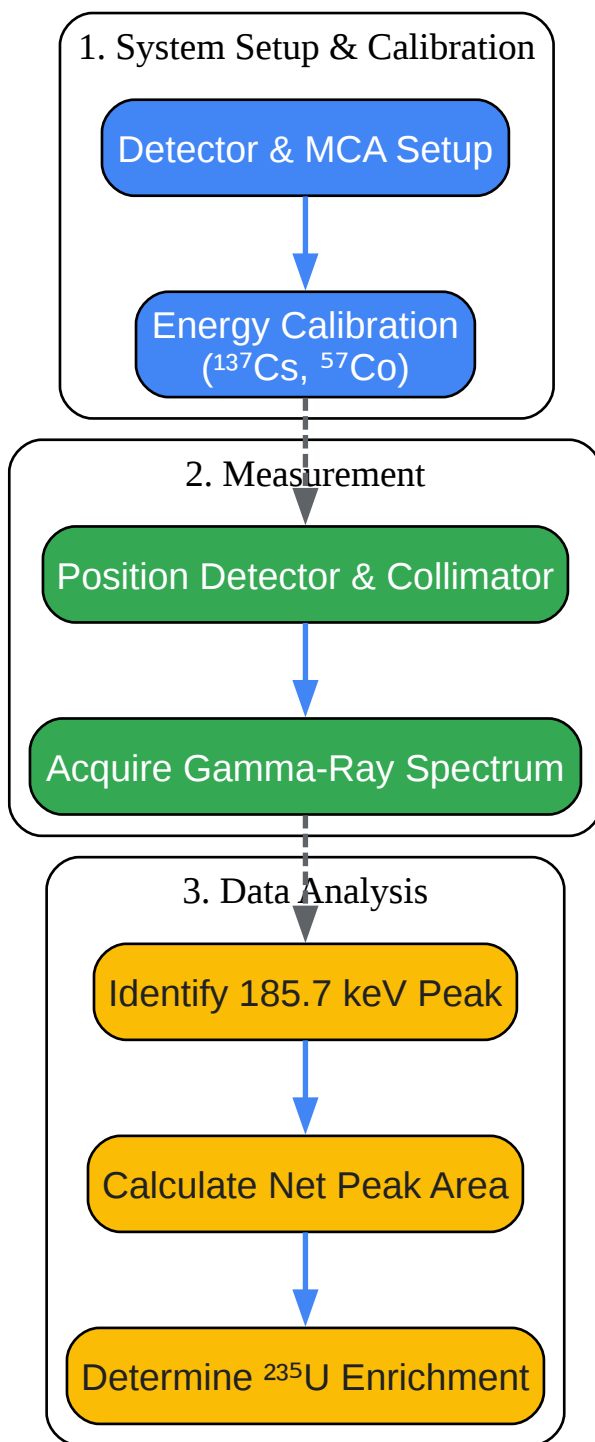 1. System Setup & Calibration
Detector & MCA Setup
Energy Calibration
(¹³⁷Cs, ⁵⁷Co)
2. Measurement
Position Detector & Collimator
Acquire Gamma-Ray Spectrum
3. Data Analysis
Identify 185.7 keV Peak
Calculate Net Peak Area
Determine ²³⁵U Enrichment